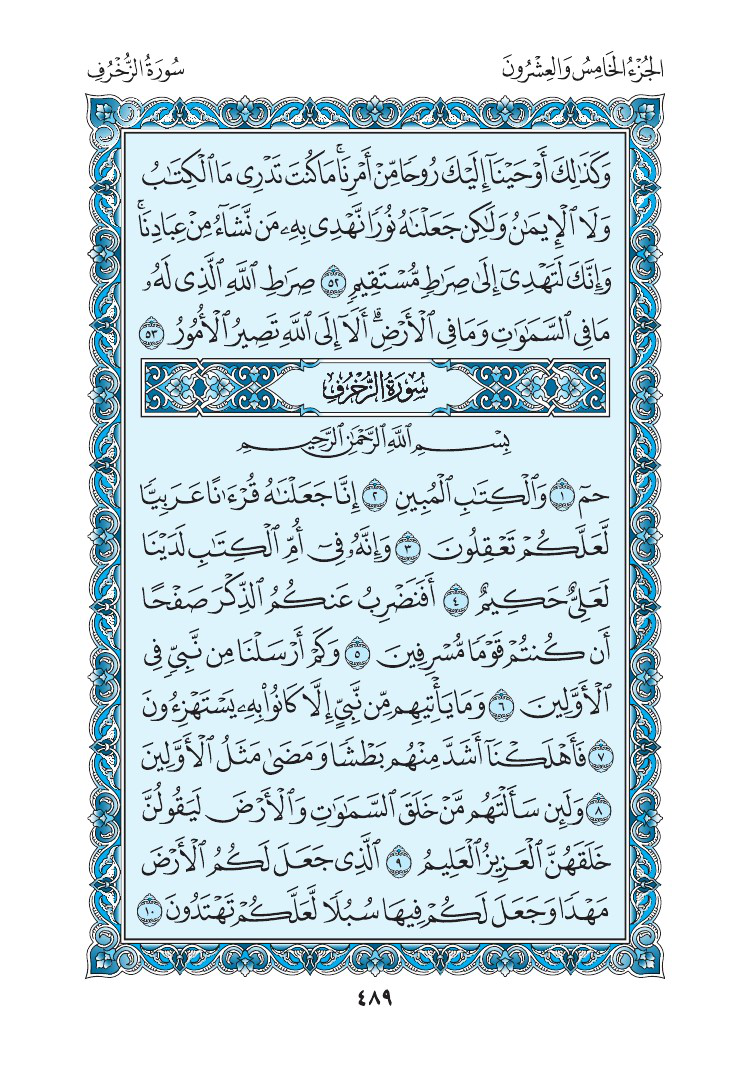 الجُزْءُ الخَامِسُ وَالعِشْرُونَ
سُورَةُ الزُّخْرُفِ
وَكَذَٰلِكَ أَوْحَيْنَآ إِلَيْكَ رُوحًا مِّنْ أَمْرِنَاۚ مَا كُنتَ تَدْرِى مَا ٱلْكِتَٰبُ
وَلَا ٱلْإِيمَٰنُ وَلَٰكِن جَعَلْنَٰهُ نُورًا نَّهْدِى بِهِۦ مَن نَّشَآءُ مِنْ عِبَادِنَاۚ
وَإِنَّكَ لَتَهْدِىٓ إِلَىٰ صِرَٰطٍ مُّسْتَقِيمٍ ٥٢ صِرَٰطِ ٱللَّهِ ٱلَّذِى لَهُۥ
مَا فِى ٱلسَّمَٰوَٰتِ وَمَا فِى ٱلْأَرْضِۗ أَلَآ إِلَى ٱللَّهِ تَصِيرُ ٱلْأُمُورُ ٥٣
سُورَةُ الزُّخْرُفِ
بِسْمِ ٱللَّهِ ٱلرَّحْمَٰنِ ٱلرَّحِيمِ
حمٓ ١ وَٱلْكِتَٰبِ ٱلْمُبِينِ ٢ إِنَّا جَعَلْنَٰهُ قُرْءَٰنًا عَرَبِيًّا
لَّعَلَّكُمْ تَعْقِلُونَ ٣ وَإِنَّهُۥ فِىٓ أُمِّ ٱلْكِتَٰبِ لَدَيْنَا
لَعَلِىٌّ حَكِيمٌ ٤ أَفَنَضْرِبُ عَنكُمُ ٱلذِّكْرَ صَفْحًا
أَن كُنتُمْ قَوْمًا مُّسْرِفِينَ ٥ وَكَمْ أَرْسَلْنَا مِن نَّبِىٍّ فِى
ٱلْأَوَّلِينَ ٦ وَمَا يَأْتِيهِم مِّن نَّبِىٍّ إِلَّا كَانُوا۟ بِهِۦ يَسْتَهْزِءُونَ
٧ فَأَهْلَكْنَآ أَشَدَّ مِنْهُم بَطْشًا وَمَضَىٰ مَثَلُ ٱلْأَوَّلِينَ
٨ وَلَئِن سَأَلْتَهُم مَّنْ خَلَقَ ٱلسَّمَٰوَٰتِ وَٱلْأَرْضَ لَيَقُولُنَّ
خَلَقَهُنَّ ٱلْعَزِيزُ ٱلْعَلِيمُ ٩ ٱلَّذِى جَعَلَ لَكُمُ ٱلْأَرْضَ
مَهْدًا وَجَعَلَ لَكُمْ فِيهَا سُبُلًا لَّعَلَّكُمْ تَهْتَدُونَ ١٠
٤٨٩